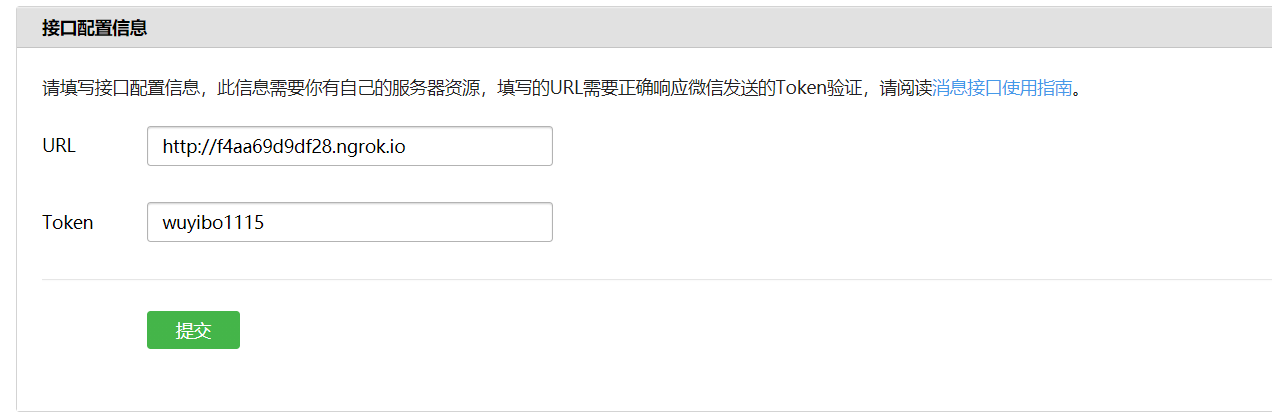 接口配置信息
请填写接口配置信息，此信息需要你有自己的服务器资源，填写的URL需要正确响应微信发送的Token验证，请阅读消息接口使用指南。
URL http://f4aa69d9df28.ngrok.io
Token wuyibo1115
提交